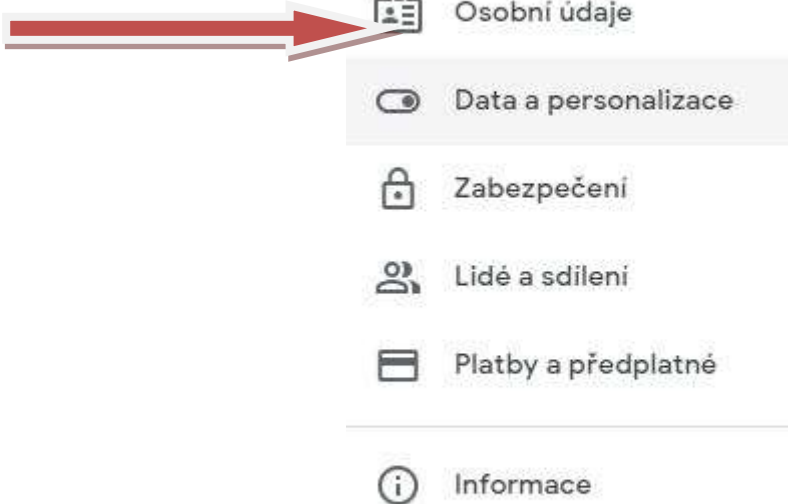 Osobní údaje
Data a personalizace
Zabezpečení
Lidé a sdílení
Platby a předplatné
Informace